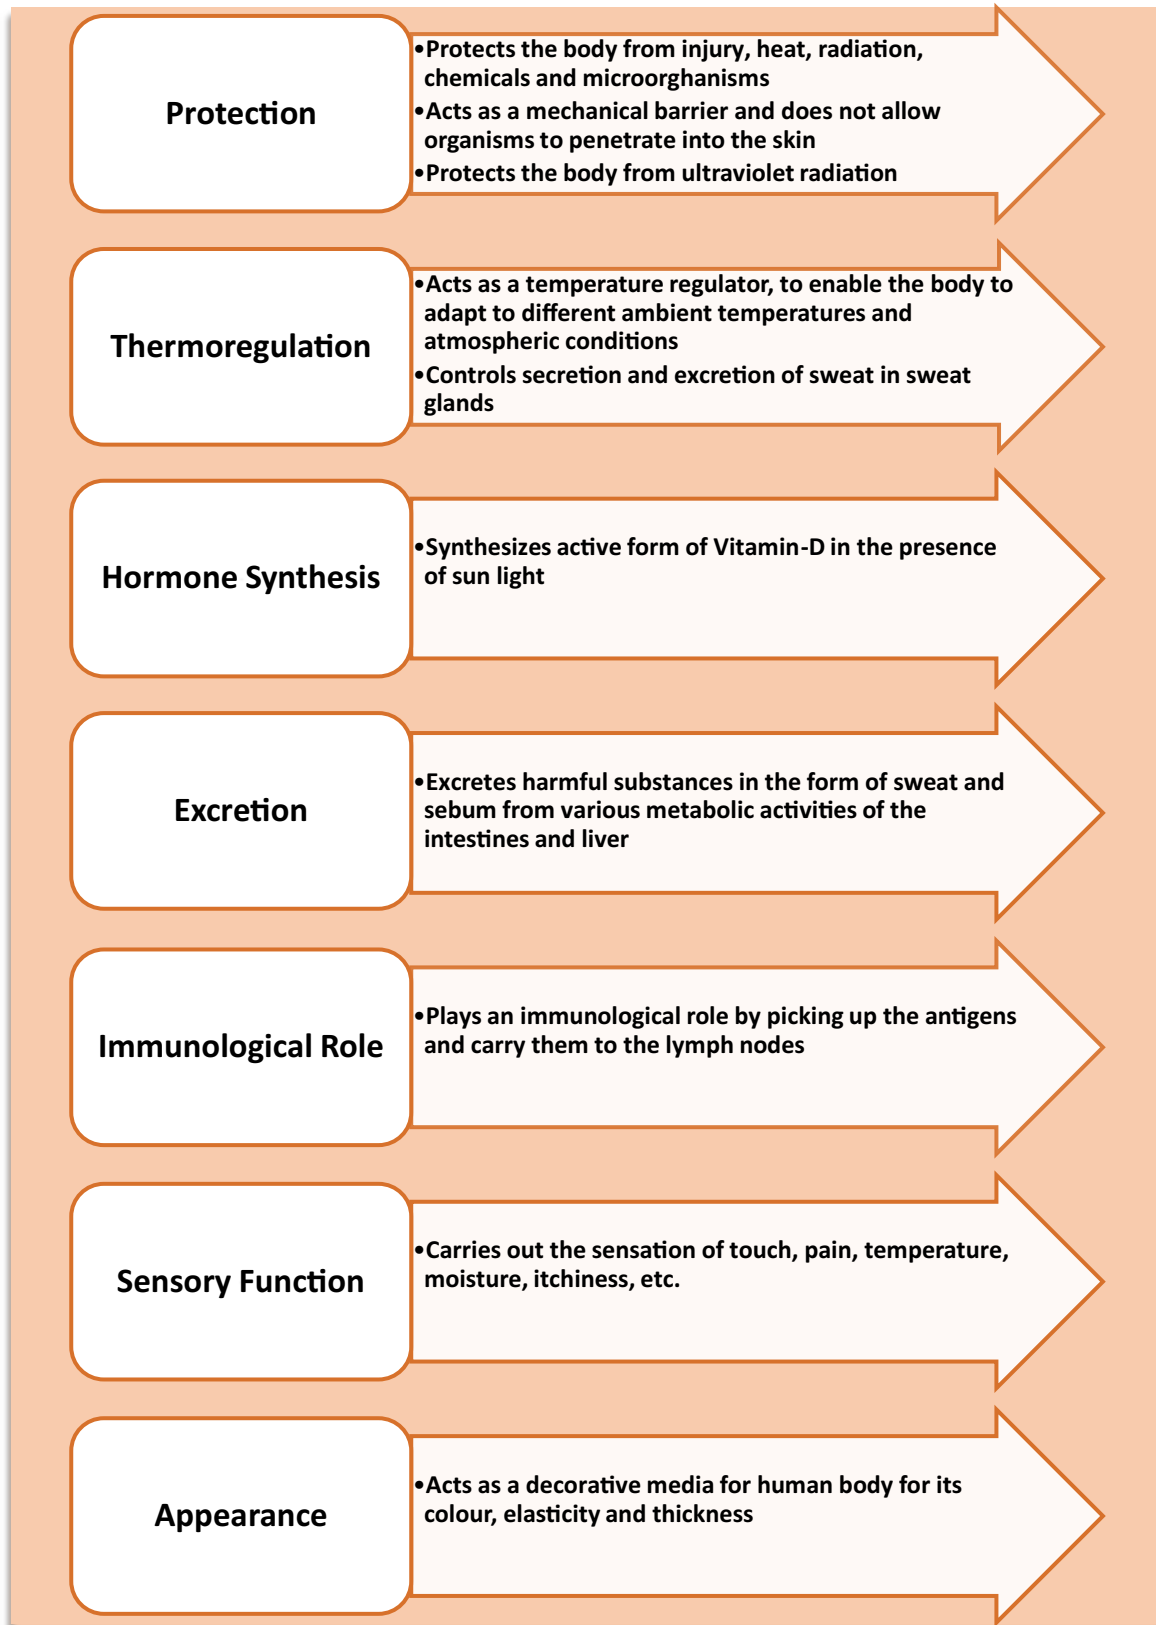 Protection
•Protects the body from injury, heat, radiation,
chemicals and microorghanisms
•Acts as a mechanical barrier and does not allow
organisms to penetrate into the skin
•Protects the body from ultraviolet radiation
Thermoregulation
•Acts as a temperature regulator, to enable the body to
adapt to different ambient temperatures and
atmospheric conditions
•Controls secretion and excretion of sweat in sweat
glands
Hormone Synthesis
•Synthesizes active form of Vitamin-D in the presence
of sun light
Excretion
•Excretes harmful substances in the form of sweat and
sebum from various metabolic activities of the
intestines and liver
Immunological Role
•Plays an immunological role by picking up the antigens
and carry them to the lymph nodes
Sensory Function
•Carries out the sensation of touch, pain, temperature,
moisture, itchiness, etc.
Appearance
•Acts as a decorative media for human body for its
colour, elasticity and thickness